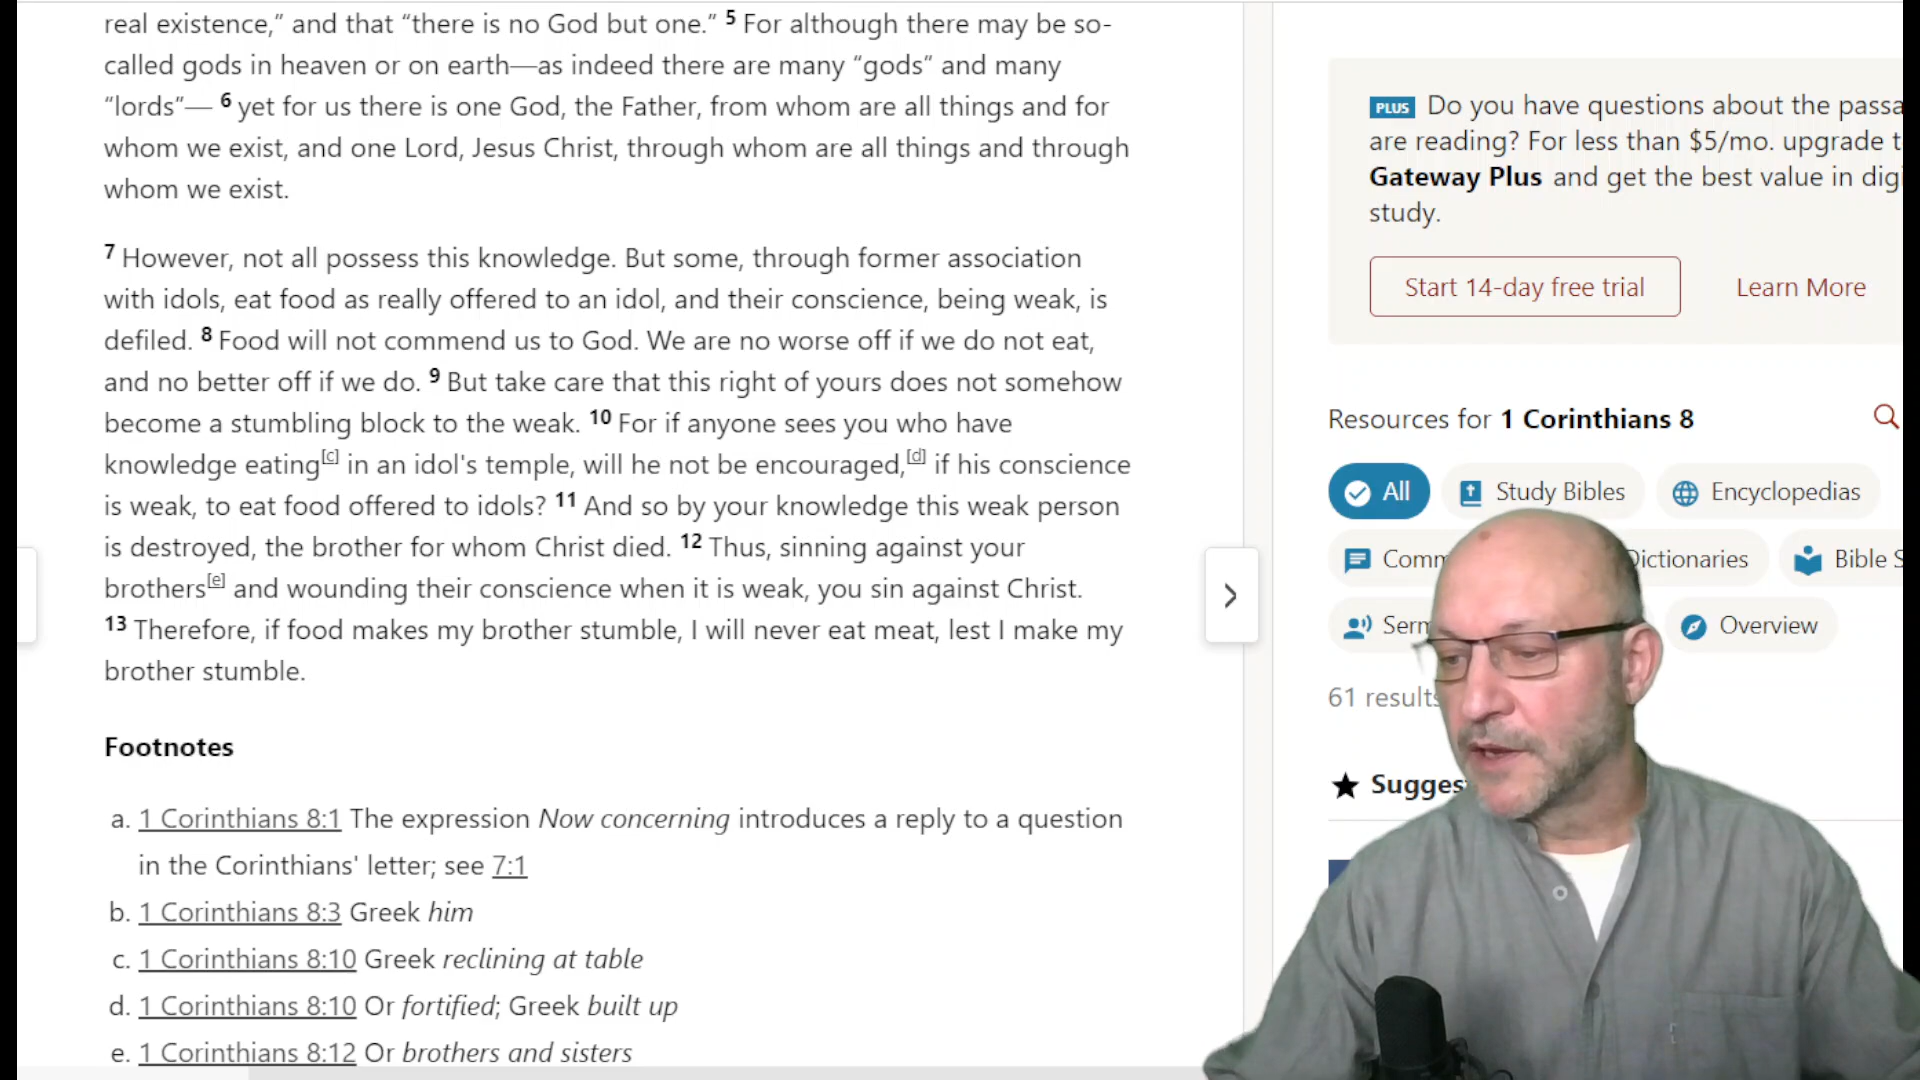 real existence,” and that “there is no God but one.” 5 For although there may be so-
called gods in heaven or on earth—as indeed there are many “gods” and many
“lords”— 6 yet for us there is one God, the Father, from whom are all things and for
whom we exist, and one Lord, Jesus Christ, through whom are all things and through
whom we exist.
7 However, not all possess this knowledge. But some, through former association
with idols, eat food as really offered to an idol, and their conscience, being weak, is
defiled. 8 Food will not commend us to God. We are no worse off if we do not eat,
and no better off if we do. 9 But take care that this right of yours does not somehow
become a stumbling block to the weak. 10 For if anyone sees you who have
knowledge eating[c] in an idol's temple, will he not be encouraged,[d] if his conscience
is weak, to eat food offered to idols? 11 And so by your knowledge this weak person
is destroyed, the brother for whom Christ died. 12 Thus, sinning against your
brothers[e] and wounding their conscience when it is weak, you sin against Christ.
13 Therefore, if food makes my brother stumble, I will never eat meat, lest I make my
brother stumble.
Footnotes
a. 1 Corinthians 8:1 The expression Now concerning introduces a reply to a question
in the Corinthians' letter; see 7:1
b. 1 Corinthians 8:3 Greek him
c. 1 Corinthians 8:10 Greek reclining at table
d. 1 Corinthians 8:10 Or fortified; Greek built up
e. 1 Corinthians 8:12 Or brothers and sisters
PLUS Do you have questions about the passa
are reading? For less than $5/mo. upgrade t
Gateway Plus and get the best value in digi
study.
Start 14-day free trial
Learn More
Resources for 1 Corinthians 8
All
Study Bibles
Encyclopedias
Comm
Dictionaries
Bible S
Serm
Overview
61 results
Sugges